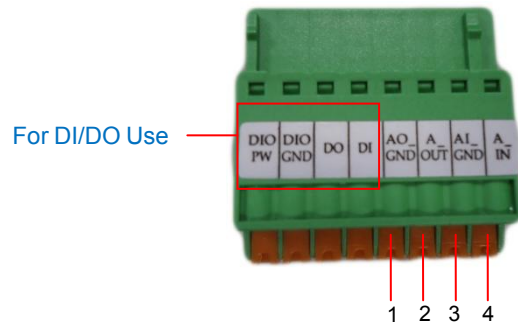 For DI/DO Use
DIO PW
DIO GND
DO
DI
AO_ GND
A_ OUT
AI_ GND
A_ IN
1 2 3 4